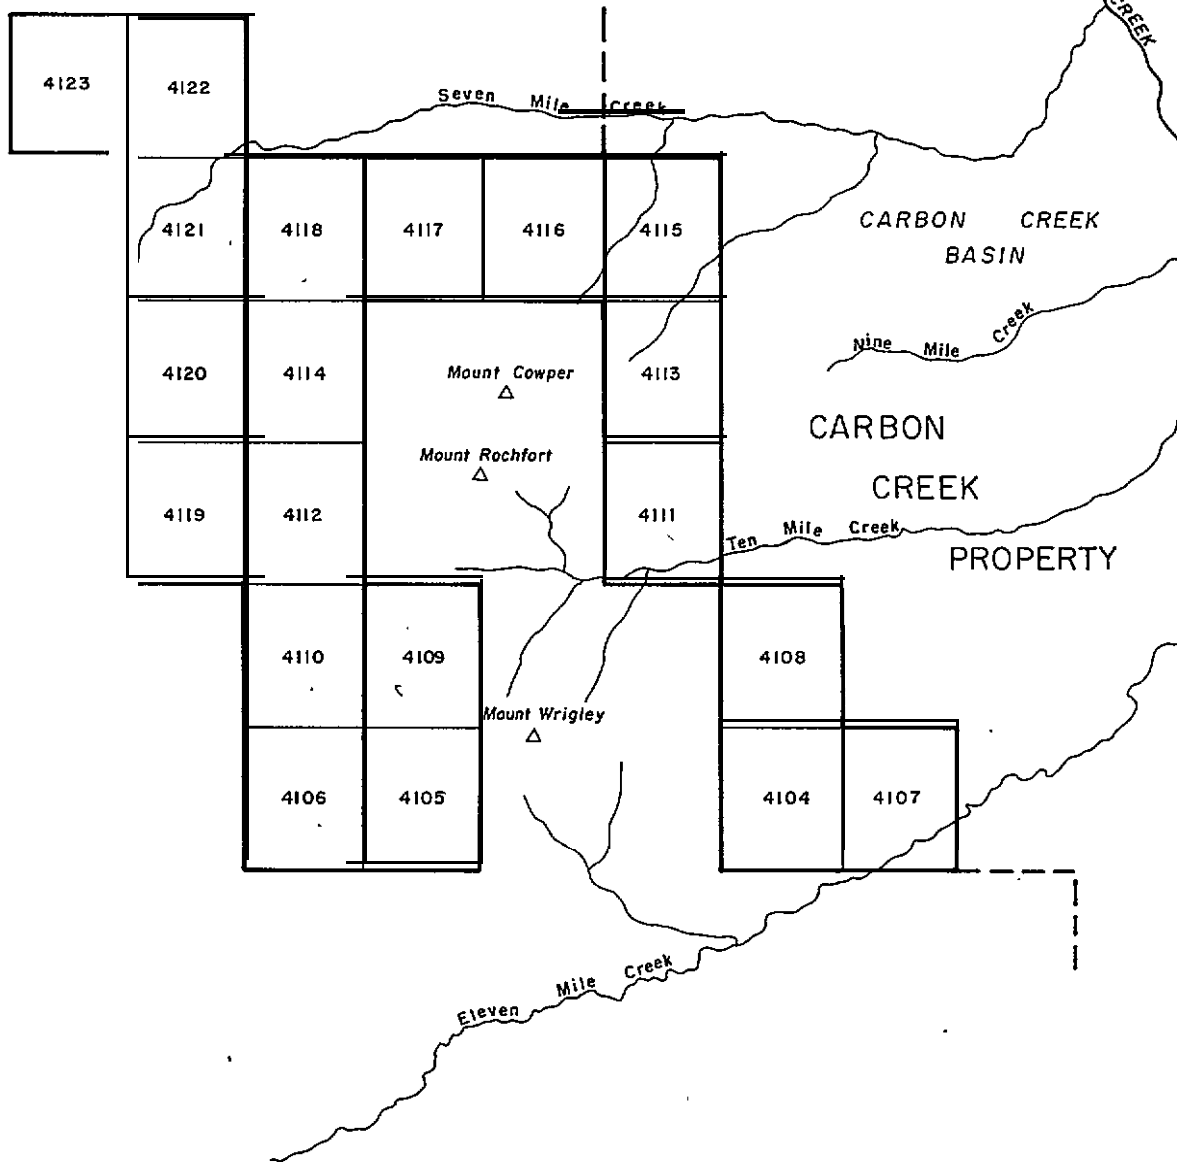 CREEK
4123
4122
Seven Mile Creek
4121
4118
4117
4116
4115
CARBON CREEK
BASIN
Nine Mile Creek
4120
4114
Mount Cowper
4113
CARBON
Mount Rochfort
CREEK
4119
4112
4111
Ten Mile Creek
PROPERTY
4110
4109
4108
Mount Wrigley
4106
4105
4104
4107
Eleven Mile Creek